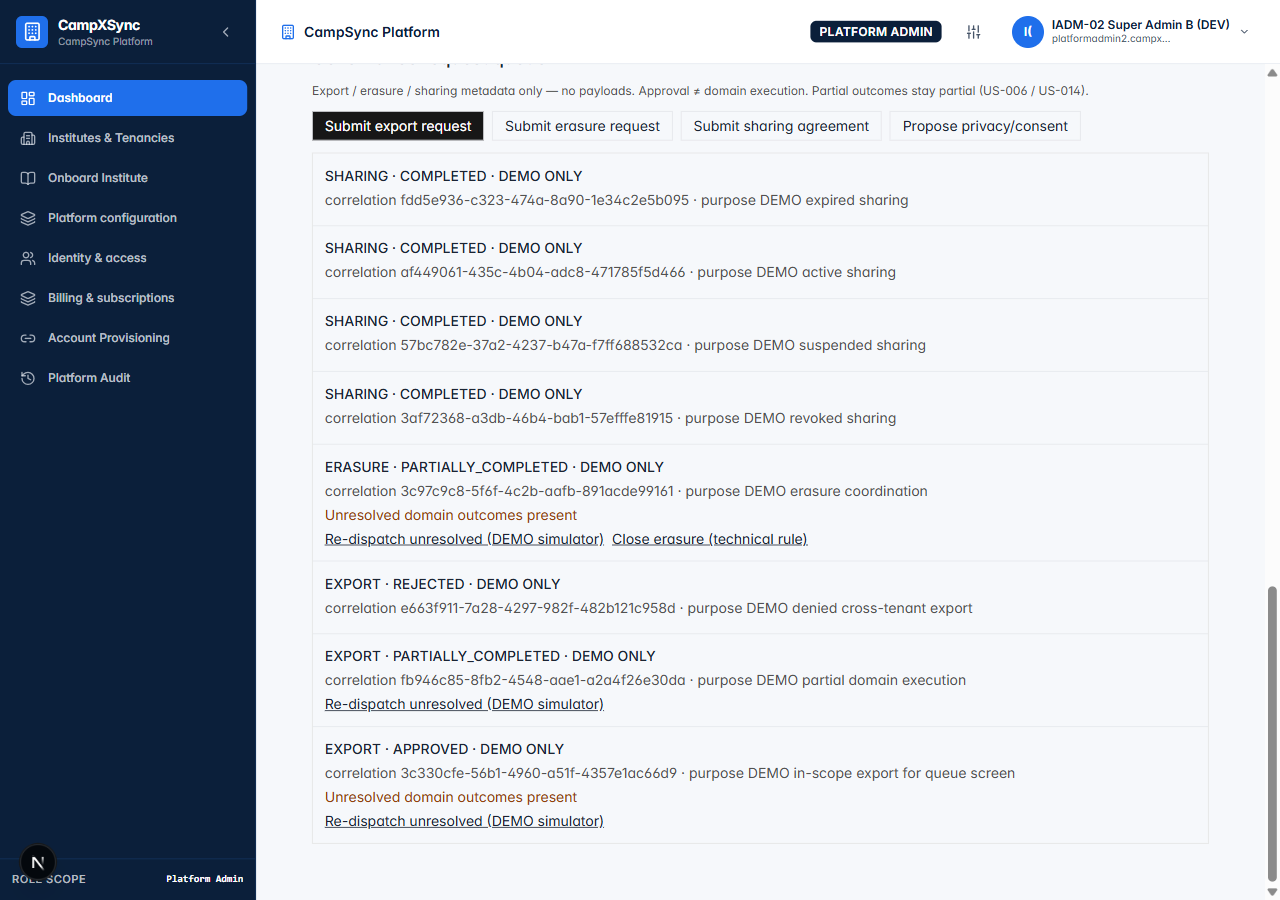 CampXSync
CampSync Platform
Dashboard
Institutes & Tenancies
Onboard Institute
Platform configuration
Identity & access
Billing & subscriptions
Account Provisioning
Platform Audit
N
ROLE SCOPE
Platform Admin
CampSync Platform
PLATFORM ADMIN
I(
IADM-02 Super Admin B (DEV)
platformadmin2.campx...
Export / erasure / sharing metadata only — no payloads. Approval ≠ domain execution. Partial outcomes stay partial (US-006 / US-014).
Submit export request
Submit erasure request
Submit sharing agreement
Propose privacy/consent
SHARING · COMPLETED · DEMO ONLY
correlation fdd5e936-c323-474a-8a90-1e34c2e5b095 · purpose DEMO expired sharing
SHARING · COMPLETED · DEMO ONLY
correlation af449061-435c-4b04-adc8-471785f5d466 · purpose DEMO active sharing
SHARING · COMPLETED · DEMO ONLY
correlation 57bc782e-37a2-4237-b47a-f7ff688532ca · purpose DEMO suspended sharing
SHARING · COMPLETED · DEMO ONLY
correlation 3af72368-a3db-46b4-bab1-57efffe81915 · purpose DEMO revoked sharing
ERASURE · PARTIALLY_COMPLETED · DEMO ONLY
correlation 3c97c9c8-5f6f-4c2b-aafb-891acde99161 · purpose DEMO erasure coordination
Unresolved domain outcomes present
Re-dispatch unresolved (DEMO simulator) Close erasure (technical rule)
EXPORT · REJECTED · DEMO ONLY
correlation e663f911-7a28-4297-982f-482b121c958d · purpose DEMO denied cross-tenant export
EXPORT · PARTIALLY_COMPLETED · DEMO ONLY
correlation fb946c85-8fb2-4548-aae1-a2a4f26e30da · purpose DEMO partial domain execution
Re-dispatch unresolved (DEMO simulator)
EXPORT · APPROVED · DEMO ONLY
correlation 3c330cfe-56b1-4960-a51f-4357e1ac66d9 · purpose DEMO in-scope export for queue screen
Unresolved domain outcomes present
Re-dispatch unresolved (DEMO simulator)